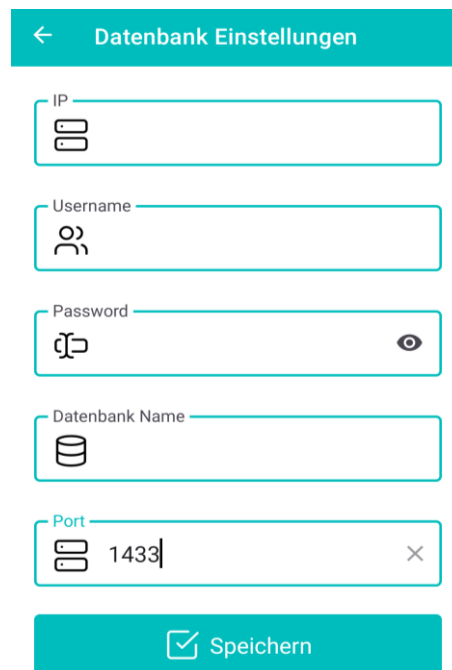 Datenbank Einstellungen
IP
Username
Password
Datenbank Name
Port
1433
Speichern